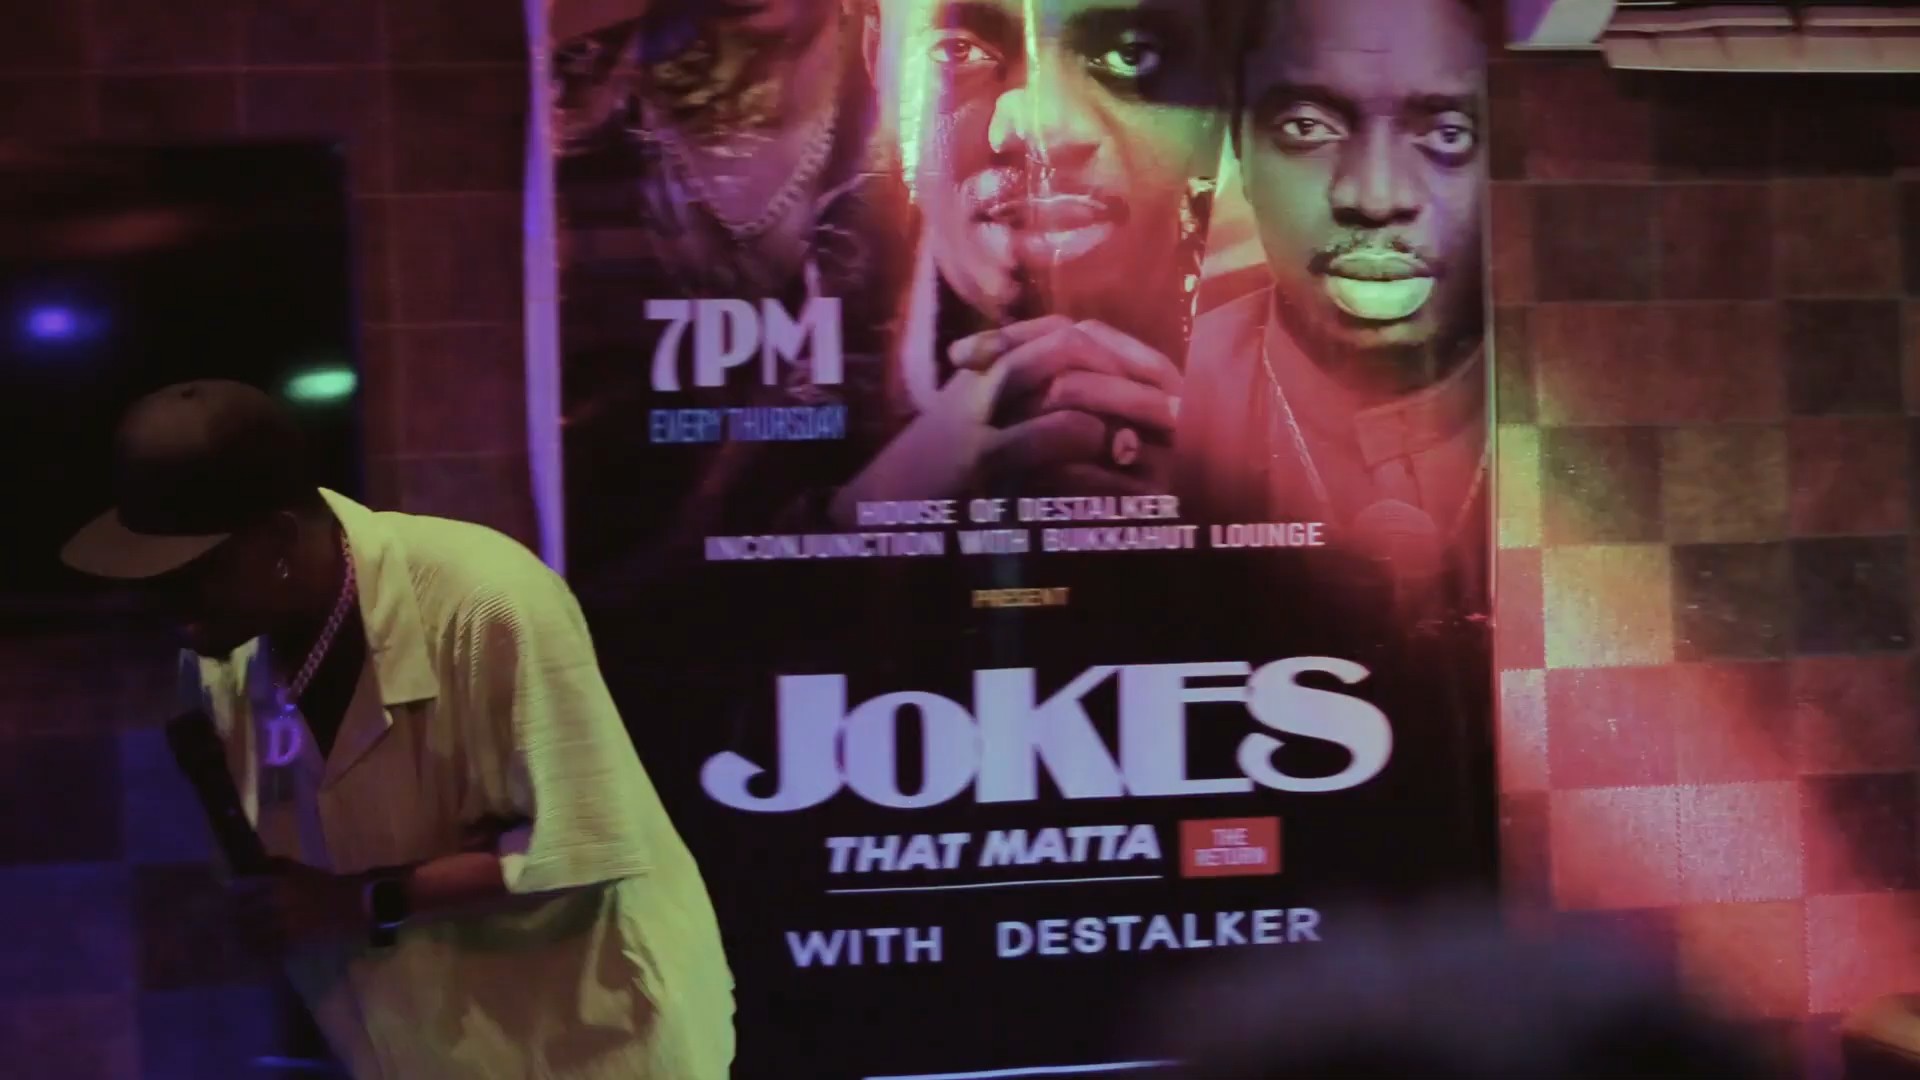 7PM
EVERY THURSDAY
HOUSE OF DESTALKER
INCONJUNCTION WITH BUKKAHUT LOUNGE
PRESENT
JOKES
THAT MATTA
THE
RETURN
WITH DESTALKER
D